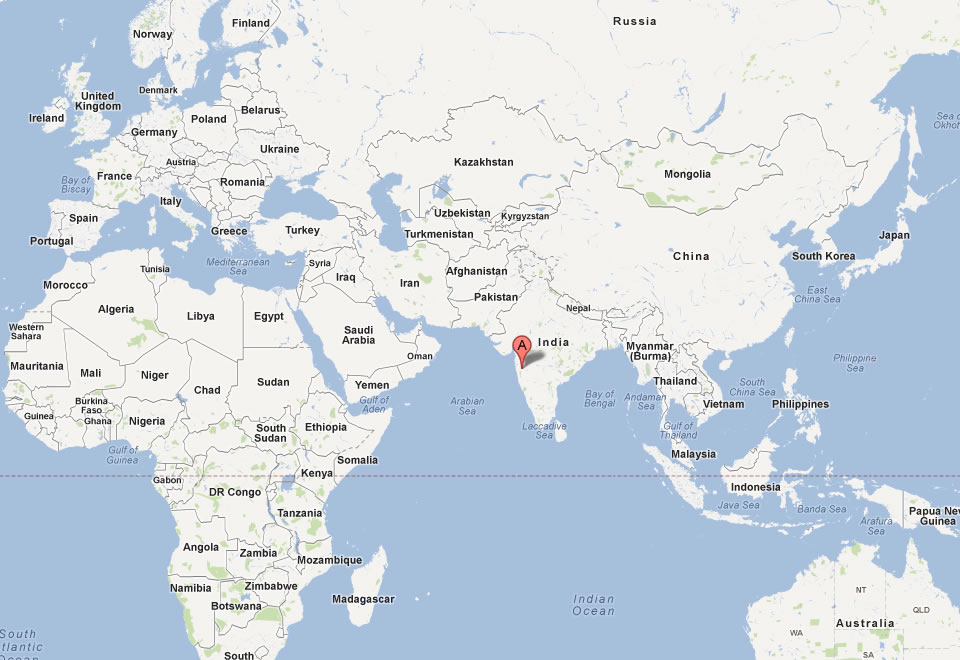 Finland
Russia
Norway
Denmark
United
Kingdom
Ireland
Belarus
Poland
Germany
Ukraine
Austria
Kazakhstan
Mongolia
Sea o
Okhot
France
Bay of
Biscay
Romania
Italy
Uzbekistan
Kyrgyzstan
Spain
Greece
Turkey
Turkmenistan
Portugal
Japan
South Korea
China
Mediterranean
Sea
Syria
Tunisia
Iraq
Iran
Afghanistan
Morocco
Pakistan
East
China Sea
Algeria
Libya
Egypt
Nepal
Western
Sahara
Saudi
Arabia
A
India
Myanmar
(Burma)
Oman
Philippine
Sea
Mauritania
Mali
Niger
Chad
Sudan
Yemen
Thailand
South
China Sea
Gulf of
Aden
Arabian
Sea
Bay of
Bengal
Andaman
Sea
Vietnam
Philippines
Burkina
Faso
Guinea
Ghana
Nigeria
South
Sudan
Ethiopia
Laccadive
Sea
Gulf of
Thailand
Gulf of
Guinea
Somalia
Malaysia
Gabon
Kenya
DR Congo
Indonesia
Java Sea
Banda Sea
Papua New
Guinea
Arafura
Sea
Tanzania
Angola
Zambia
Mozambique
Namibia
Zimbabwe
Botswana
Madagascar
Indian
Ocean
NT
QLD
Australia
WA
SA
South
tlantic
Ocean
South